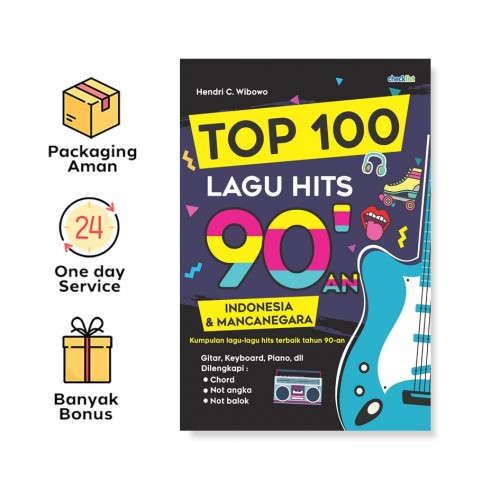 Packaging
Aman
24
One day
Service
Banyak
Bonus
Hendri C. Wibowo
checklist
TOP 100
LAGU HITS
90'
AN
INDONESIA
& MANCANEGARA
Kumpulan lagu-lagu hits terbaik tahun 90-an
Gitar, Keyboard, Piano, dll
Dilengkapi :
• Chord
• Not angka
• Not balok